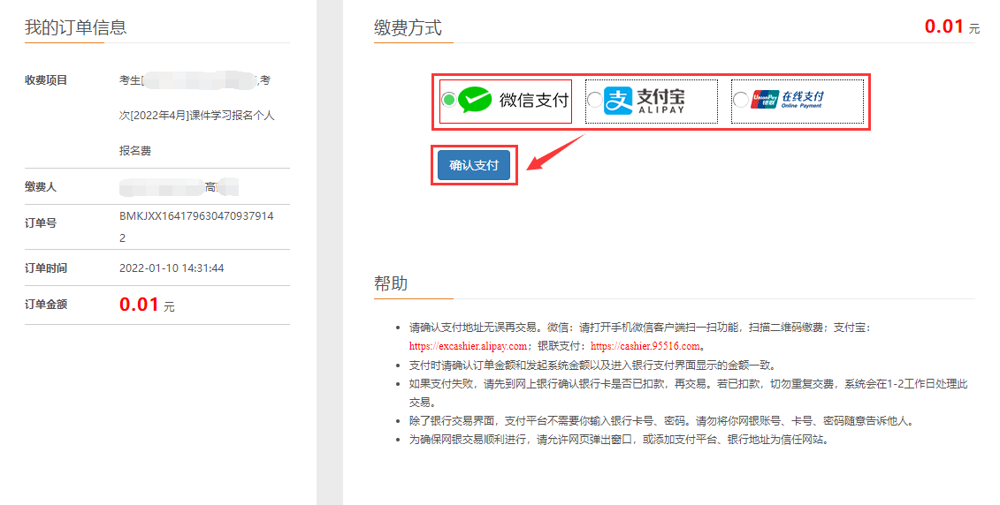 我的订单信息
收费项目
考生[
,考
次[2022年4月]课件学习报名个人
报名费
缴费人
高
订单号
BMKJXX164179630470937914
2
订单时间
2022-01-10 14:31:44
订单金额
0.01 元
缴费方式
0.01 元
微信支付
支付宝
ALIPAY
UnionPay
银联
在线支付
Online Payment
确认支付
帮助
请确认支付地址无误再交易。微信：请打开手机微信客户端扫一扫功能，扫描二维码缴费；支付宝：
https://excashier.alipay.com；银联支付：https://cashier.95516.com。
支付时请确认订单金额和发起系统金额以及进入银行支付界面显示的金额一致。
如果支付失败，请先到网上银行确认银行卡是否已扣款，再交易。若已扣款，切勿重复交费，系统会在1-2工作日处理此
交易。
除了银行交易界面，支付平台不需要你输入银行卡号、密码。请勿将你网银账号、卡号、密码随意告诉他人。
为确保网银交易顺利进行，请允许网页弹出窗口，或添加支付平台、银行地址为信任网站。